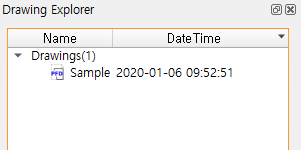 Drawing Explorer
Name DateTime
Drawings(1)
PFD Sample 2020-01-06 09:52:51